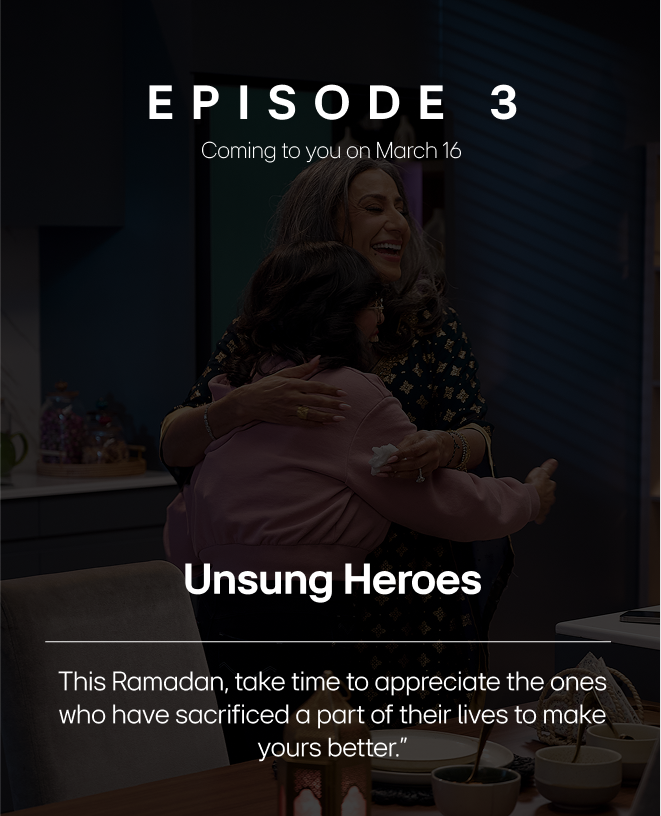 EPISODE 3
Coming to you on March 16
Unsung Heroes
This Ramadan, take time to appreciate the ones
who have sacrificed a part of their lives to make
yours better.”